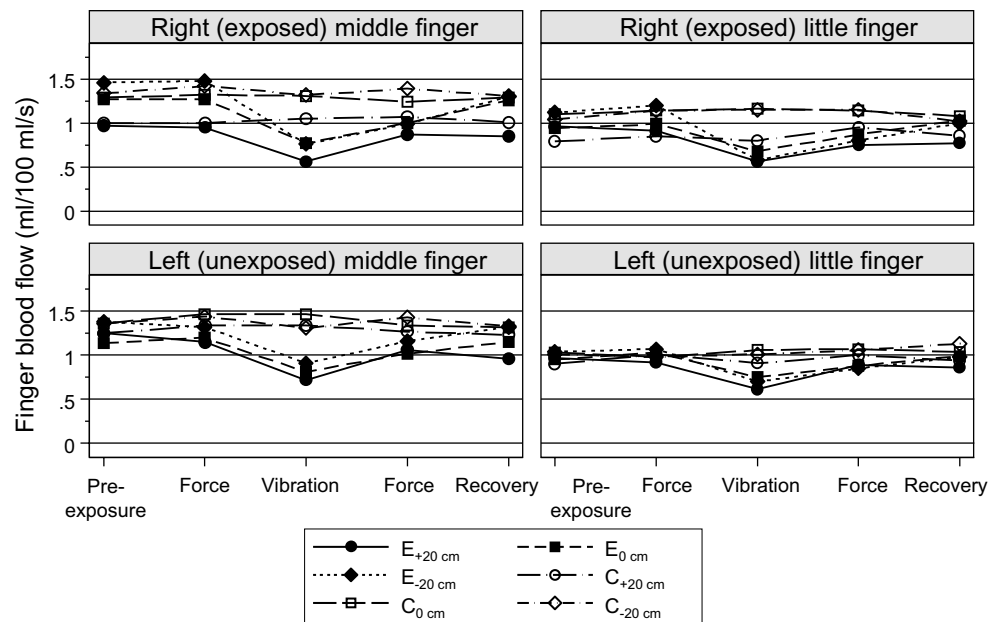 Right (exposed) middle finger
Right (exposed) little finger
1.5
1
.5
0
Left (unexposed) middle finger
Left (unexposed) little finger
1.5
1
.5
0
Finger blood flow (ml/100 ml/s)
Pre-
exposure
Force
Vibration
Force
Recovery
Pre-
exposure
Force
Vibration
Force
Recovery
E+20 cm
E0 cm
E-20 cm
C+20 cm
C0 cm
C-20 cm